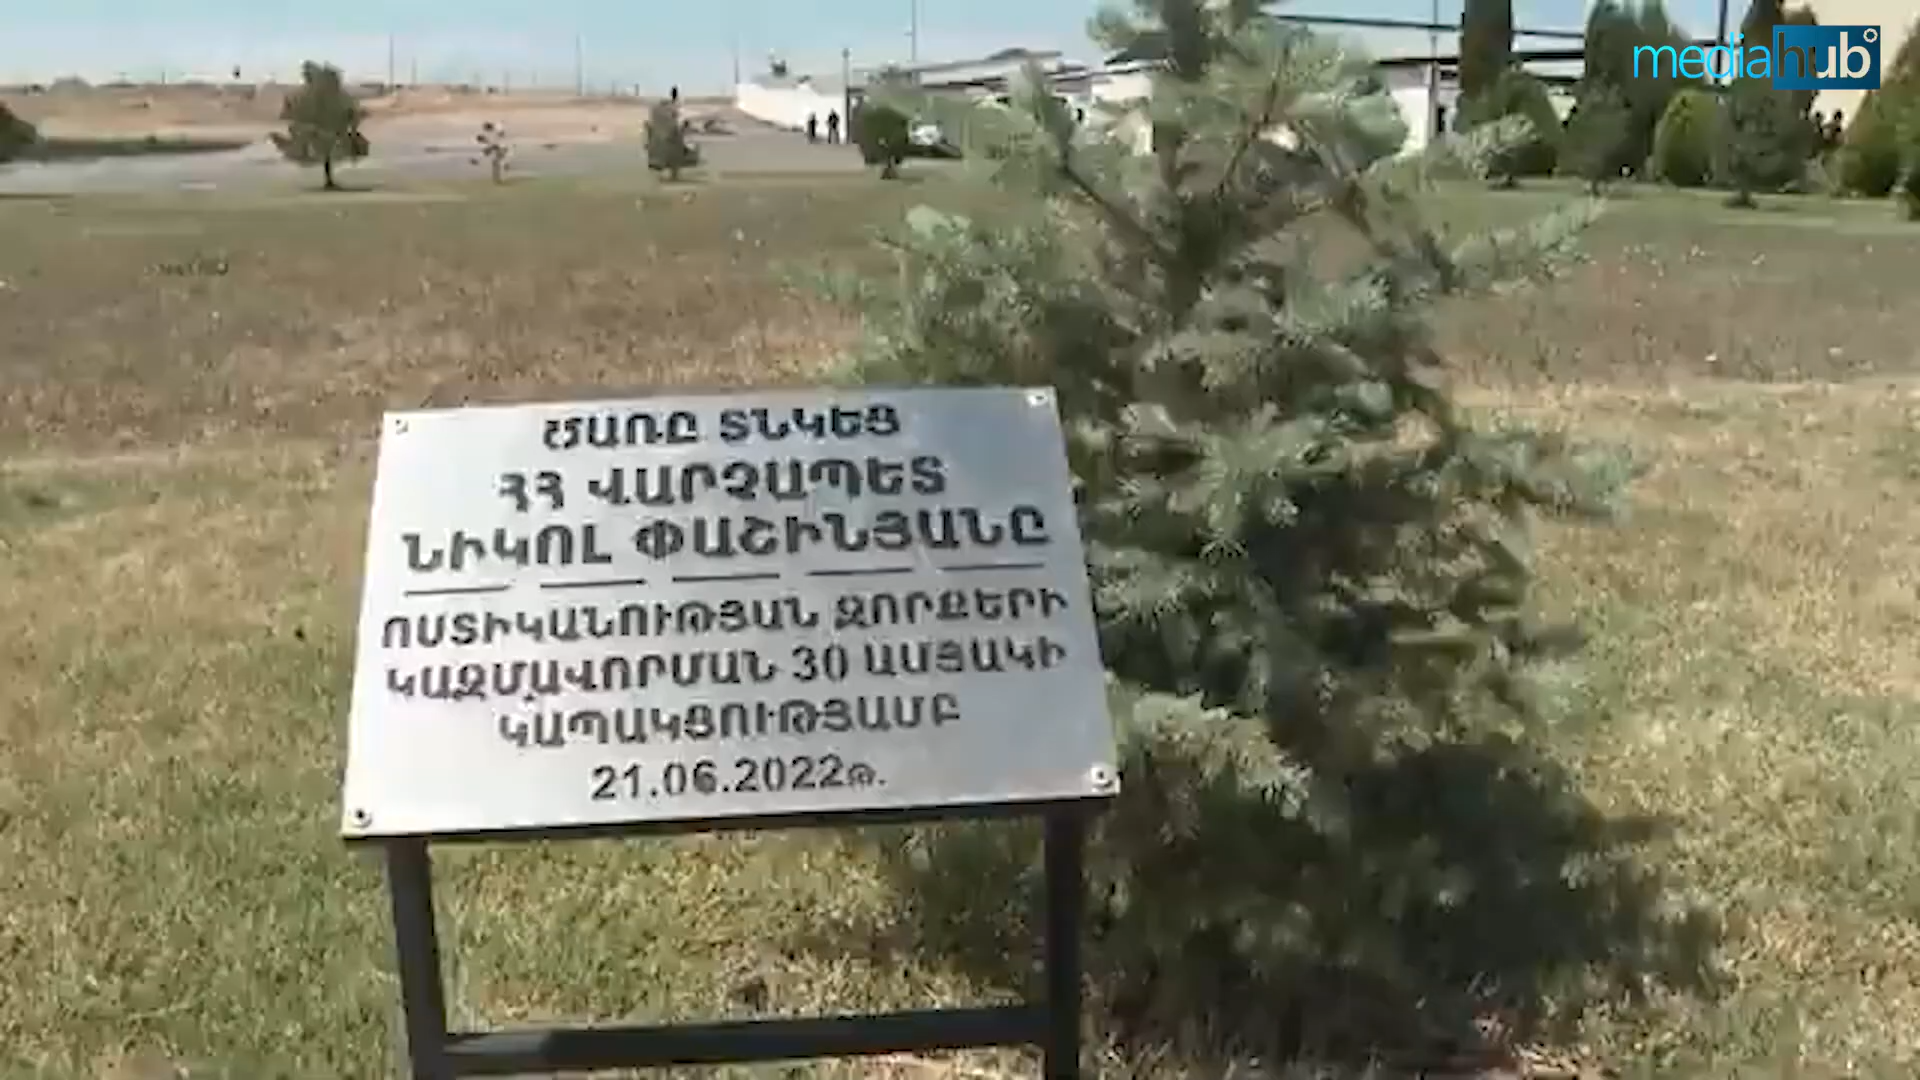 mediahub
ԾԱՌԸ ՏՆԿԵՑ
ՀՀ ՎԱՐՉԱՊԵՏ
ՆԻԿՈԼ ՓԱՇԻՆՅԱՆԸ
ՈՍՏԻԿԱՆՈՒԹՅԱՆ ԶՈՐՔԵՐԻ
ԿԱԶՄԱՎՈՐՄԱՆ 30 ԱՄՅԱԿԻ
ԿԱՊԱԿՑՈՒԹՅԱՄԲ
21.06.2022թ.